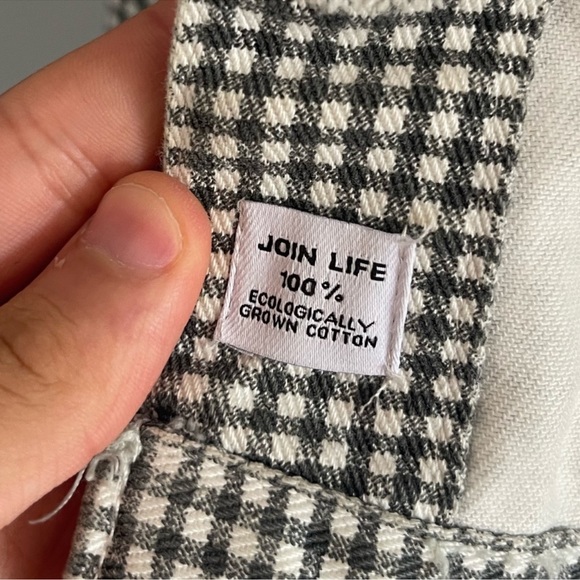 JOIN LIFE
100%
ECOLOGICALLY
GROWN COTTON